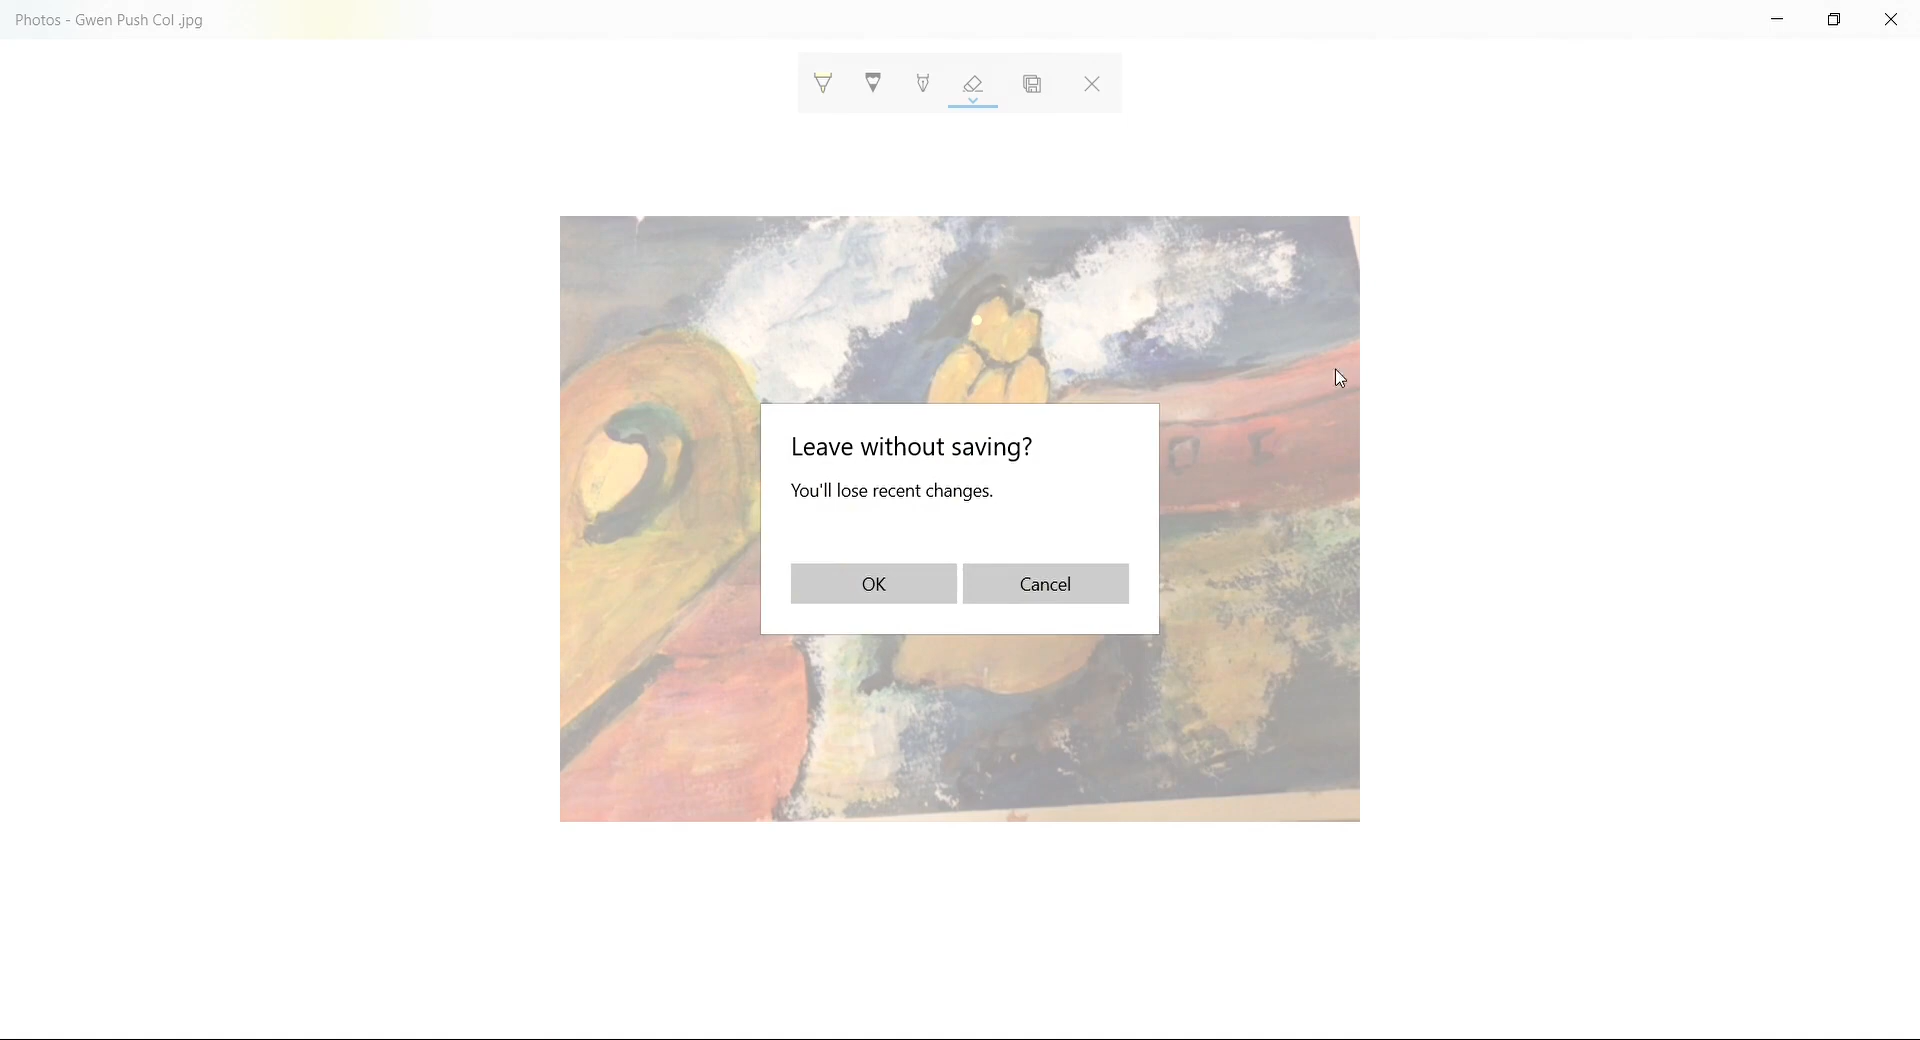 Photos - Gwen Push Col .jpg
Leave without saving?
You'll lose recent changes.
OK
Cancel